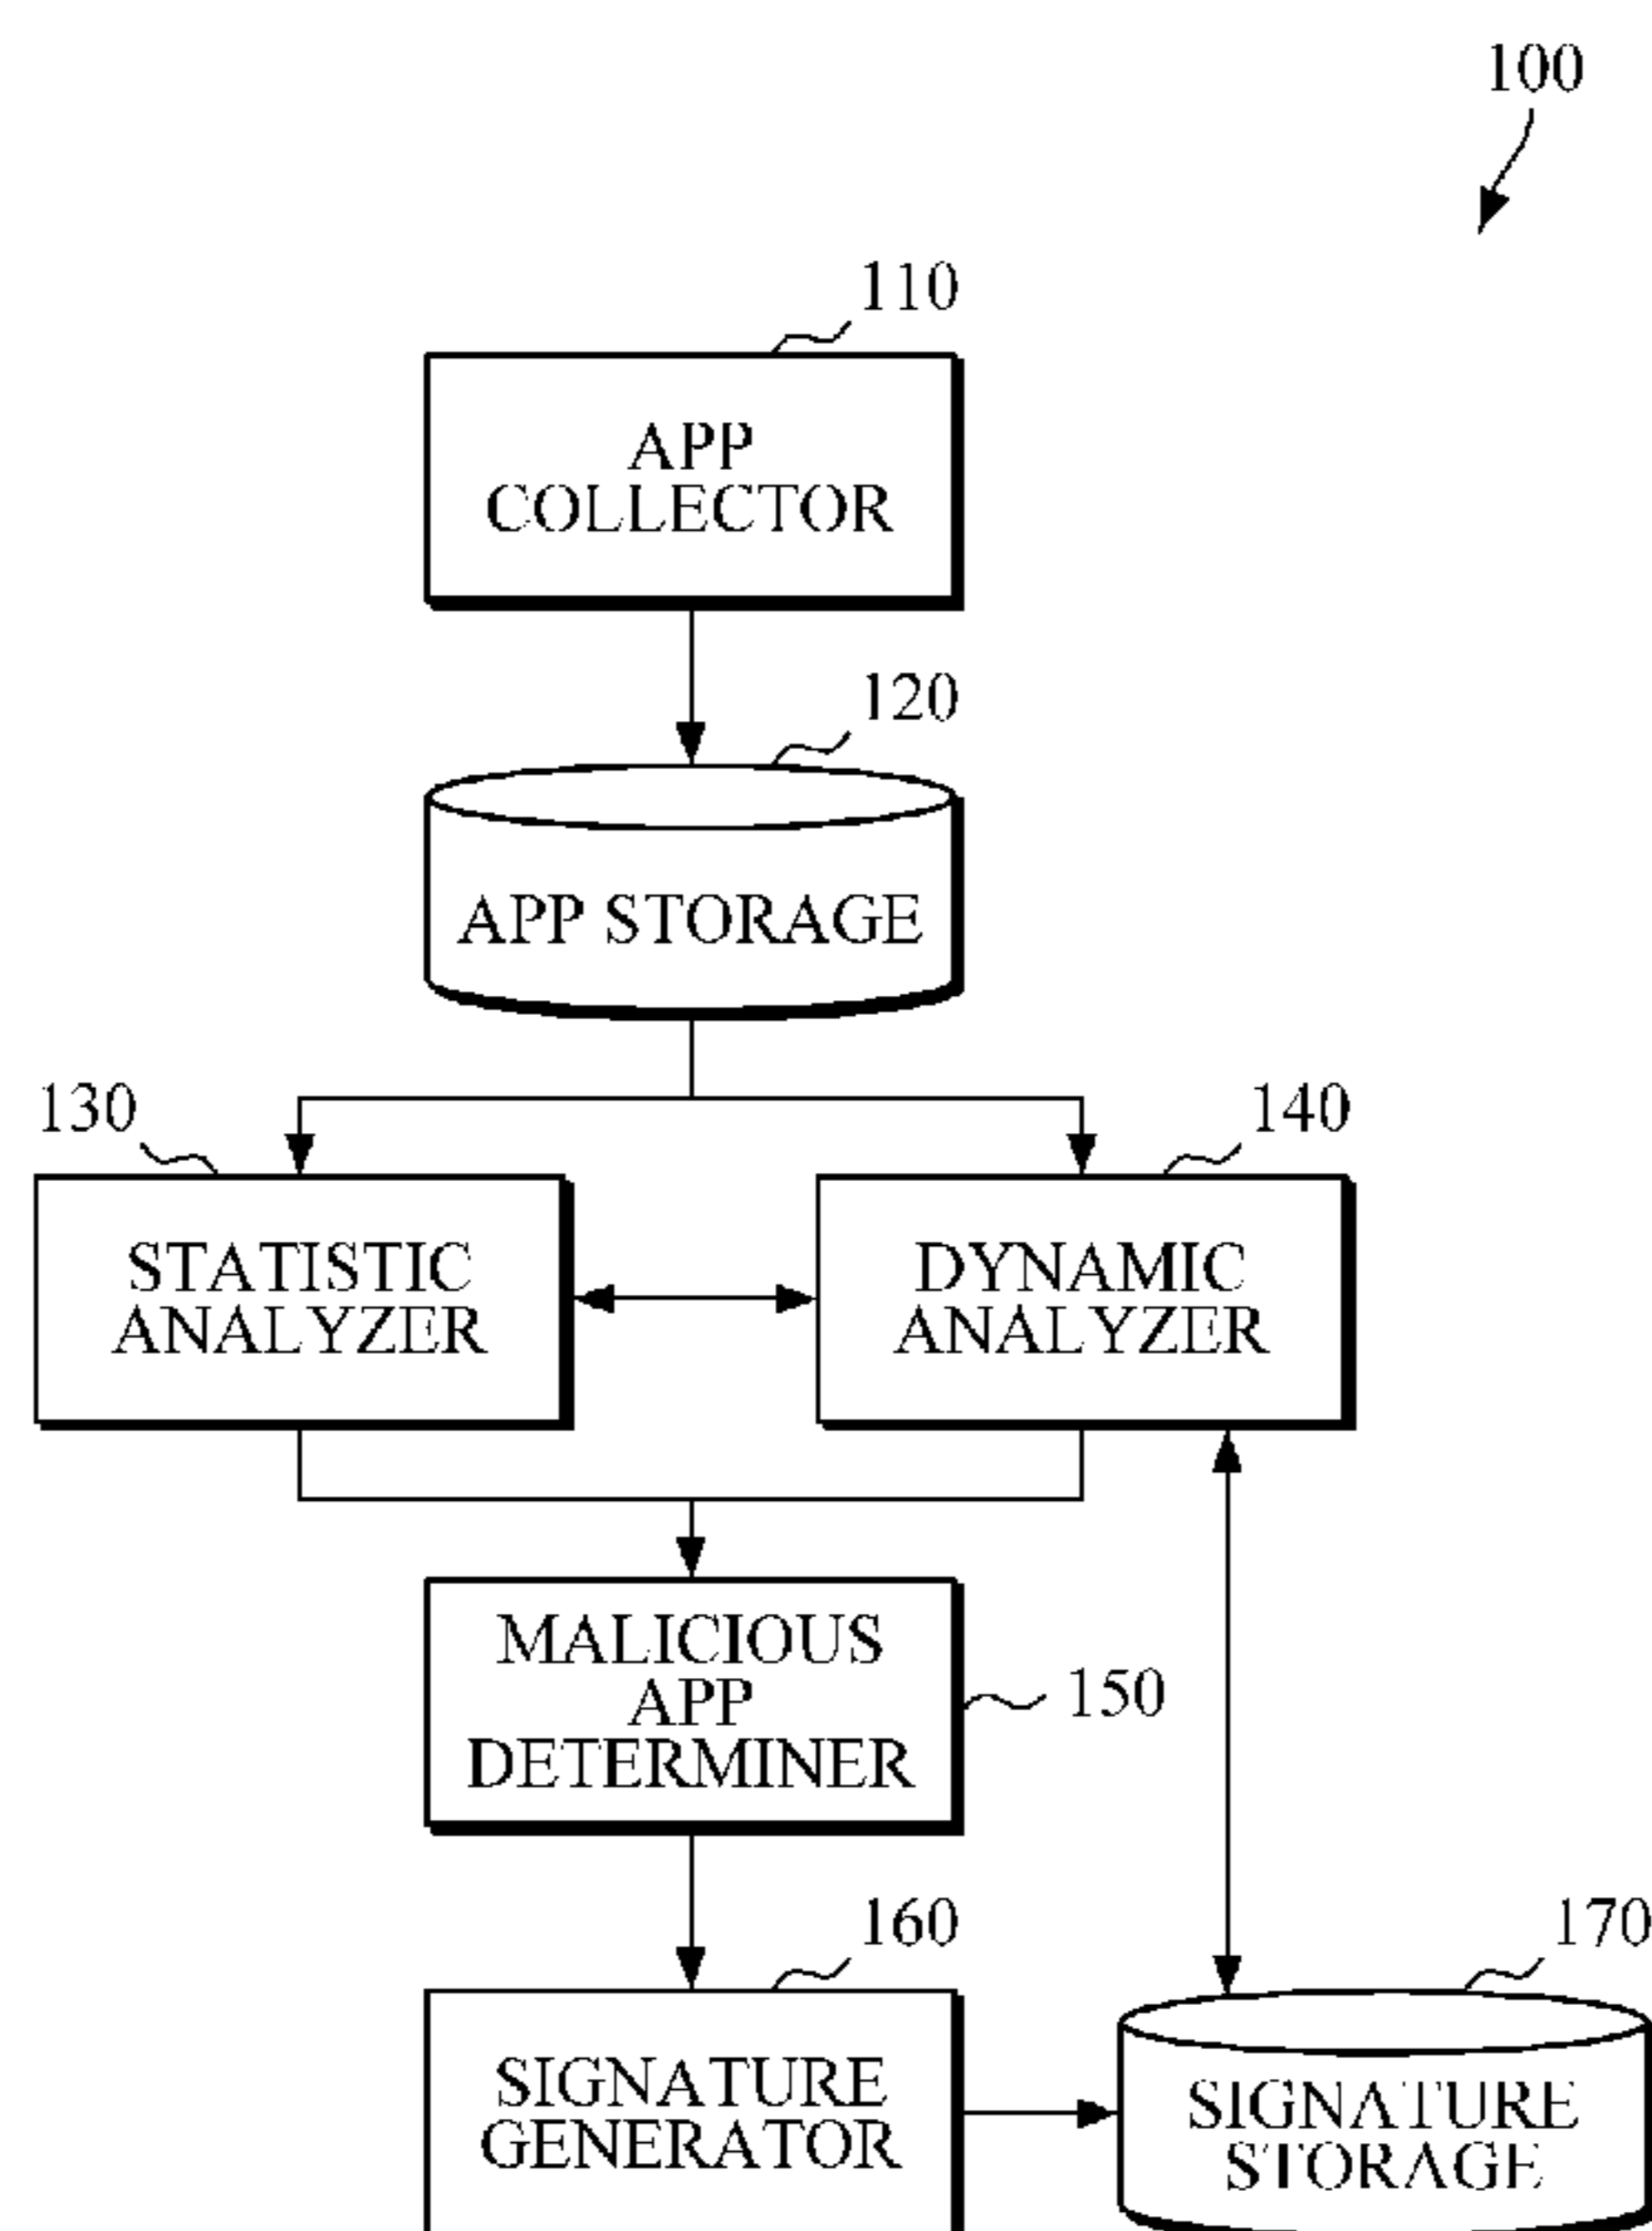 100
110
APP
COLLECTOR
120
APP STORAGE
130
140
STATISTIC
ANALYZER
DYNAMIC
ANALYZER
MALICIOUS
APP
DETERMINER
150
160
170
SIGNATURE
GENERATOR
SIGNATURE
STORAGE